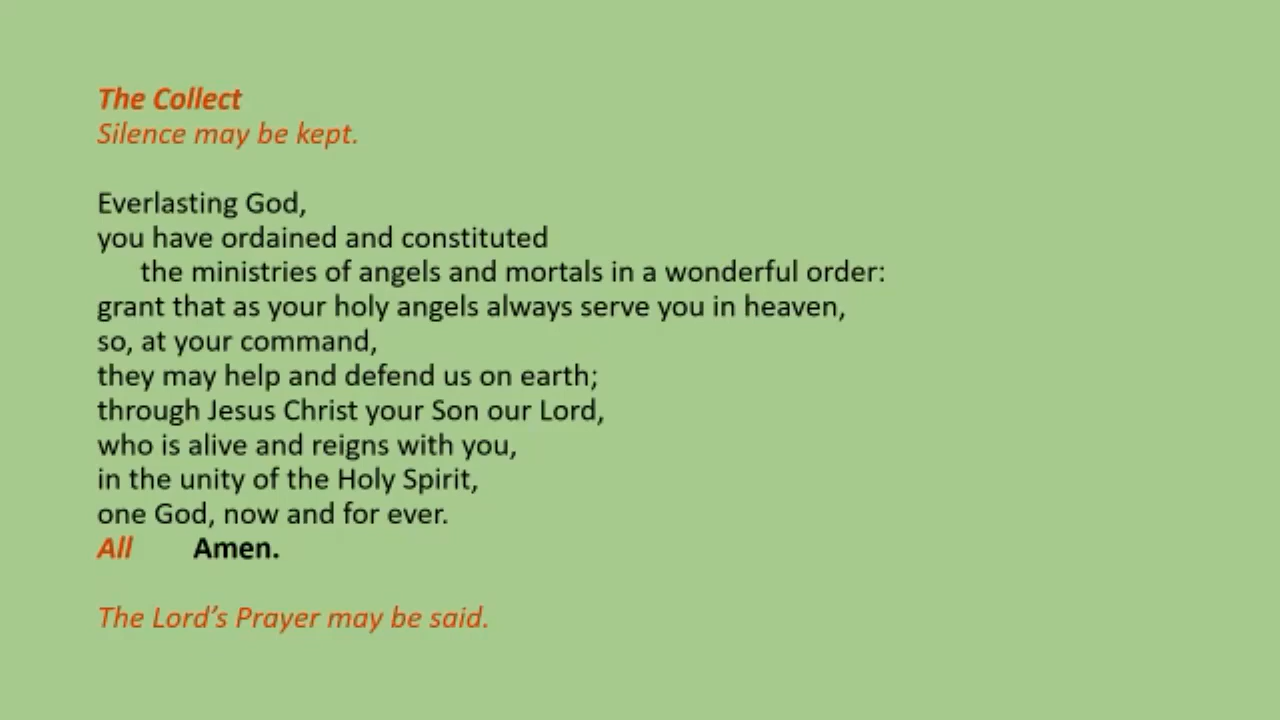 The Collect
Silence may be kept.
Everlasting God,
you have ordained and constituted
the ministries of angels and mortals in a wonderful order:
grant that as your holy angels always serve you in heaven,
so, at your command,
they may help and defend us on earth;
through Jesus Christ your Son our Lord,
who is alive and reigns with you,
in the unity of the Holy Spirit,
one God, now and for ever.
All Amen.
The Lord’s Prayer may be said.